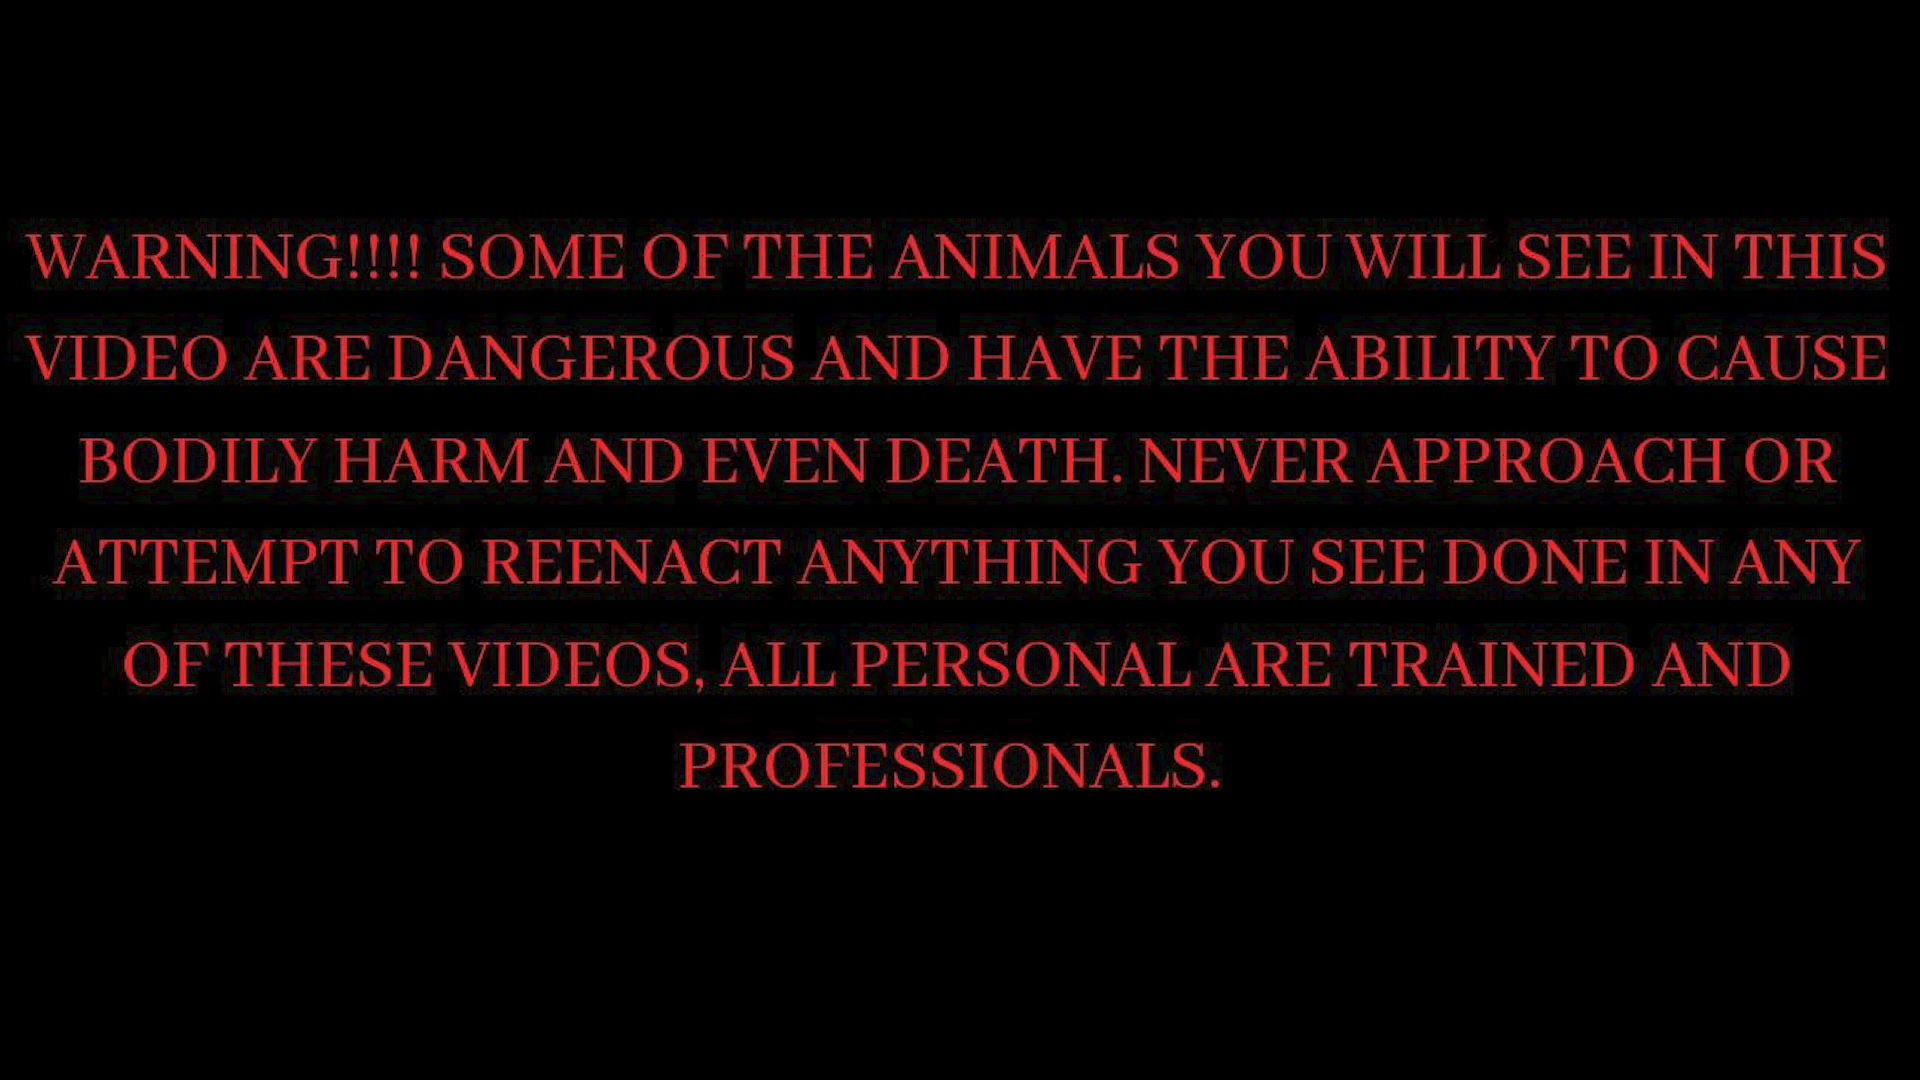 WARNING!!!! SOME OF THE ANIMALS YOU WILL SEE IN THIS
VIDEO ARE DANGEROUS AND HAVE THE ABILITY TO CAUSE
BODILY HARM AND EVEN DEATH. NEVER APPROACH OR
ATTEMPT TO REENACT ANYTHING YOU SEE DONE IN ANY
OF THESE VIDEOS, ALL PERSONAL ARE TRAINED AND
PROFESSIONALS.